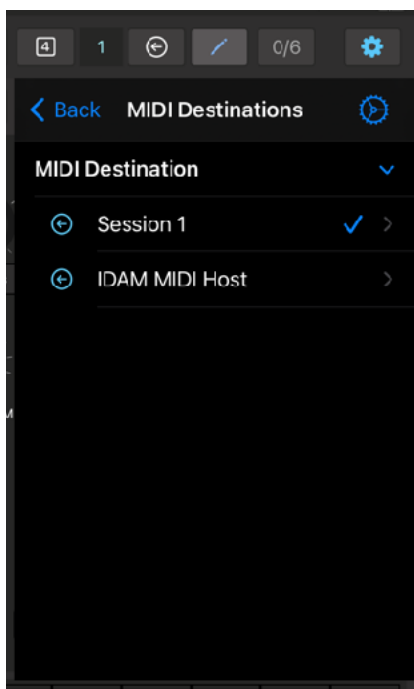 4 1 0/6
Back MIDI Destinations
MIDI Destination
Session 1
IDAM MIDI Host
M